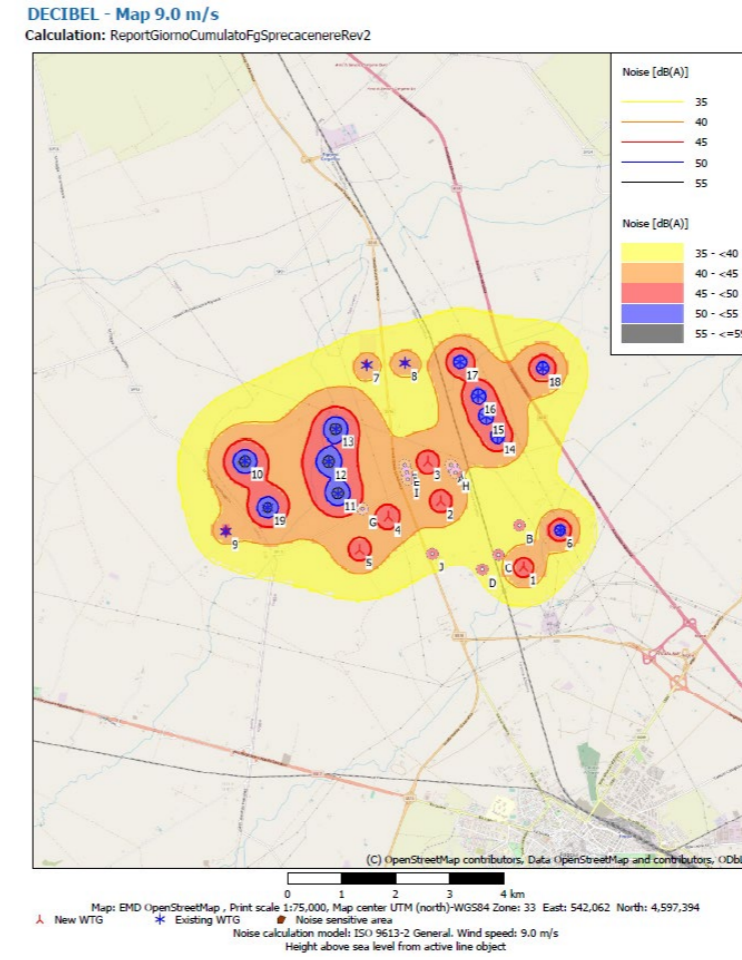 DECIBEL - Map 9.0 m/s
Calculation: ReportGiornoCumulatoFgSprecacenereRev2
Noise [dB(A)]
35
40
45
50
55
Noise [dB(A)]
35 - <40
40 - <45
45 - <50
50 - <55
55 - <=59
17
7
8
18
16
15
13
14
10
12
3
E
H
I
11
2
19
G
4
B
9
6
5
J
C
1
D
(C) OpenStreetMap contributors, Data OpenStreetMap and contributors, ODbL
0 1 2 3 4 km
Map: EMD OpenStreetMap , Print scale 1:75,000, Map center UTM (north)-WGS84 Zone: 33 East: 542,062 North: 4,597,394
New WTG Existing WTG Noise sensitive area
Noise calculation model: ISO 9613-2 General. Wind speed: 9.0 m/s
Height above sea level from active line object